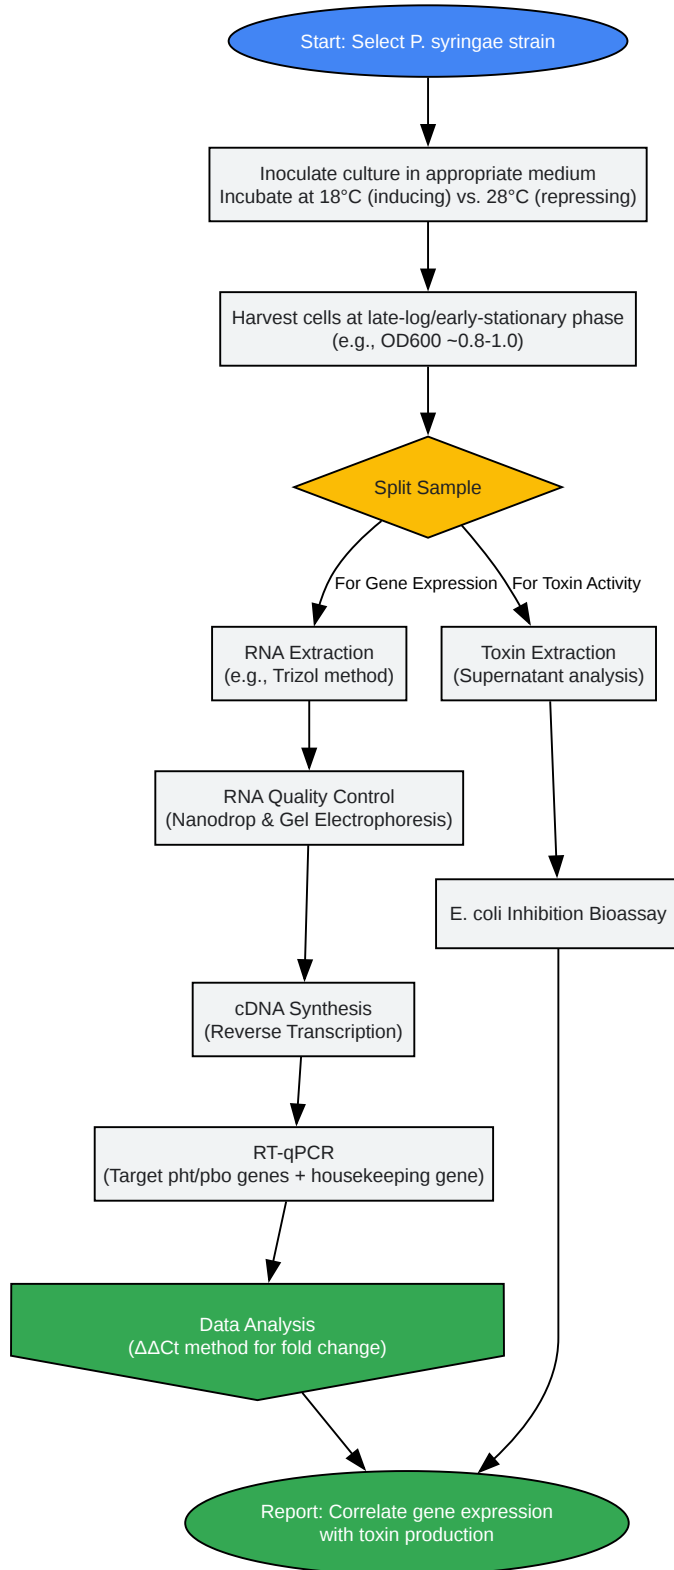 Start: Select P. syringae strain
Inoculate culture in appropriate medium
Incubate at 18°C (inducing) vs. 28°C (repressing)
Harvest cells at late-log/early-stationary phase
(e.g., OD600 ~0.8-1.0)
Split Sample
For Gene Expression
For Toxin Activity
RNA Extraction
(e.g., Trizol method)
Toxin Extraction
(Supernatant analysis)
RNA Quality Control
(Nanodrop & Gel Electrophoresis)
E. coli Inhibition Bioassay
cDNA Synthesis
(Reverse Transcription)
RT-qPCR
(Target pht/pbo genes + housekeeping gene)
Data Analysis
(ΔΔCt method for fold change)
Report: Correlate gene expression
with toxin production